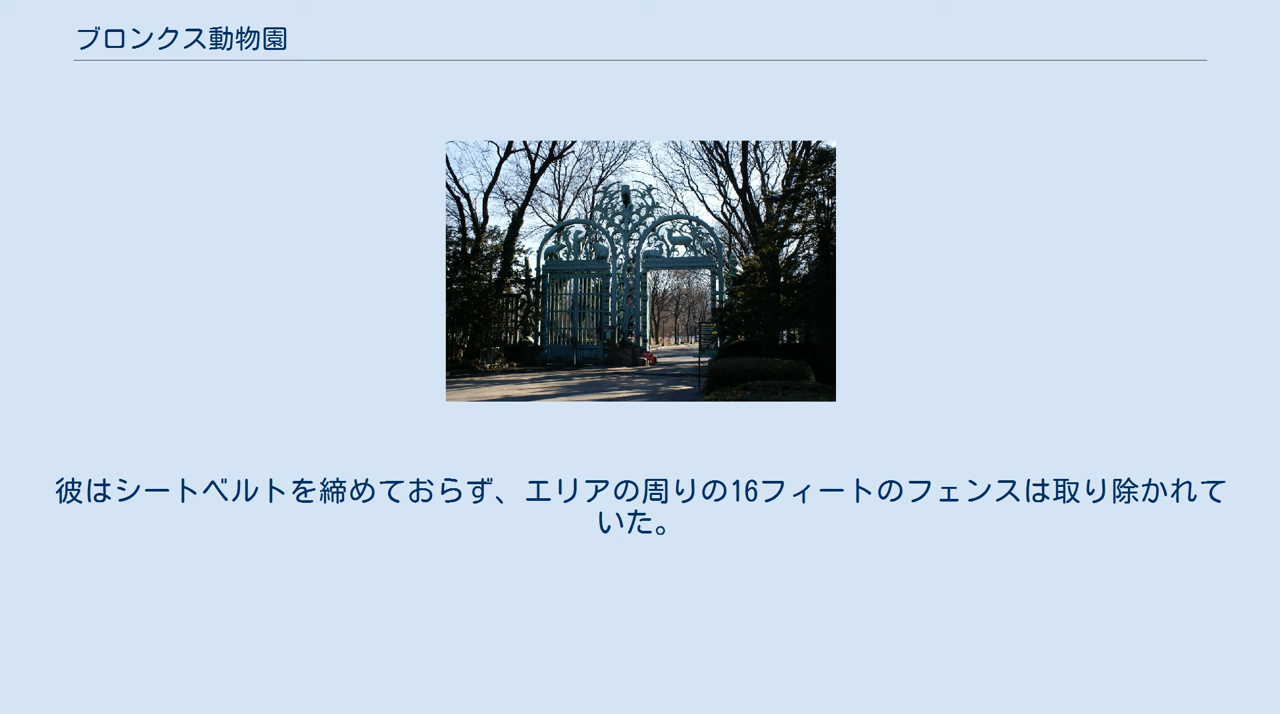 ブロンクス動物園
彼はシートベルトを締めておらず、エリアの周りの16フィートのフェンスは取り除かれて
いた。